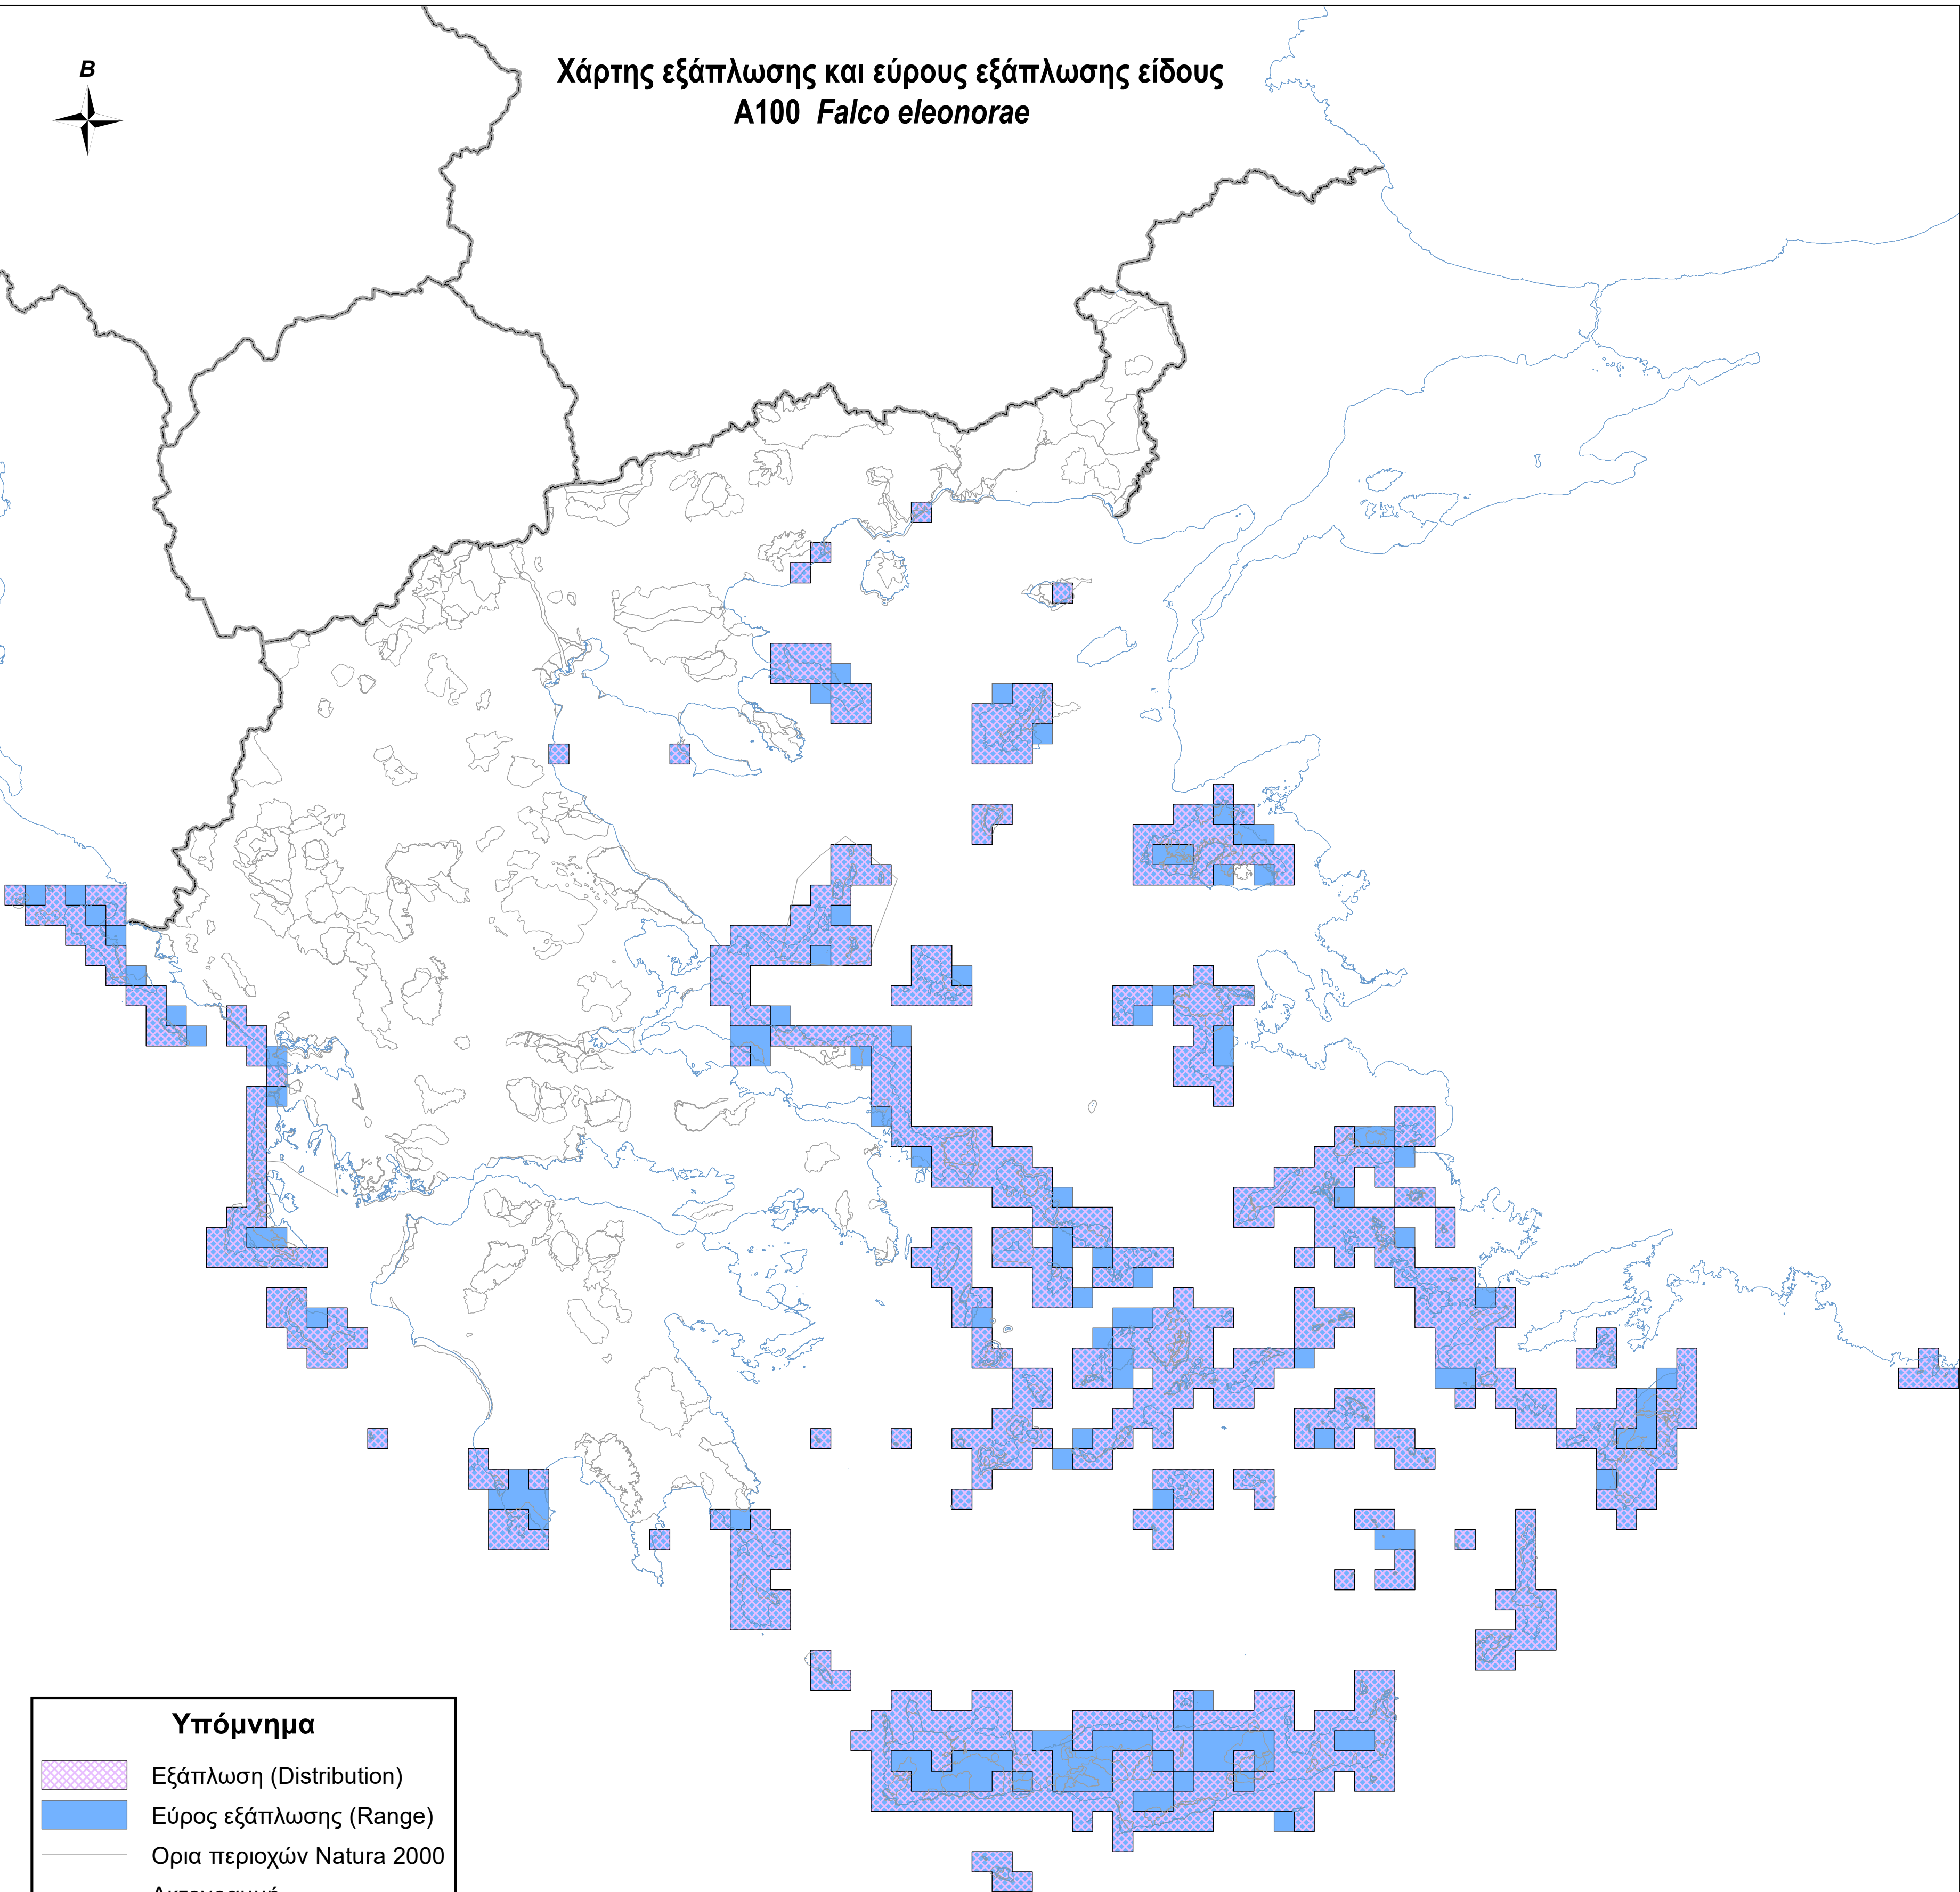 B
Χάρτης εξάπλωσης και εύρους εξάπλωσης είδους
A100 Falco eleonorae
Υπόμνημα
Εξάπλωση (Distribution)
Εύρος εξάπλωσης (Range)
Ορια περιοχών Natura 2000